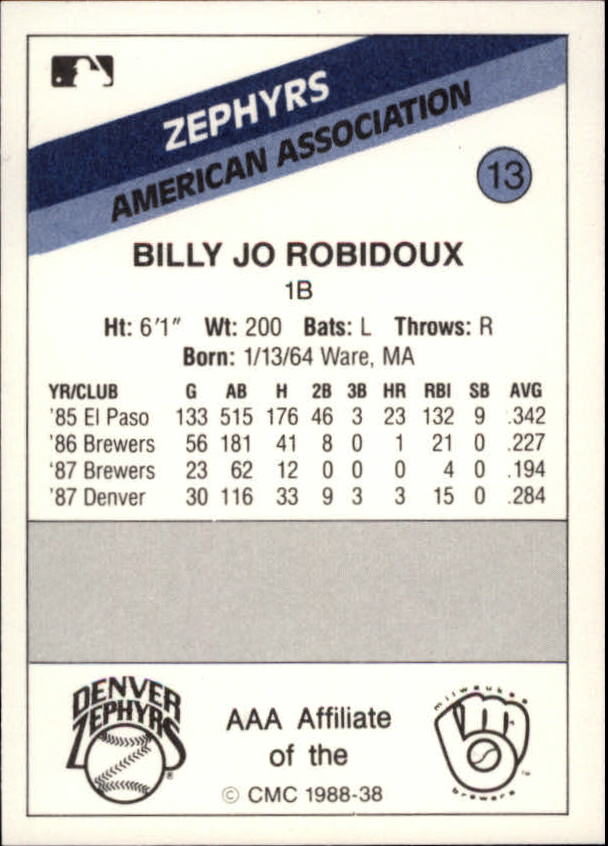 ZEPHYRS
AMERICAN ASSOCIATION
13
BILLY JO ROBIDOUX
1B
Ht: 6'1" Wt: 200 Bats: L Throws: R
Born: 1/13/64 Ware, MA
YR/CLUB G AB H 2B 3B HR RBI SB AVG
'85 El Paso 133 515 176 46 3 23 132 9 .342
'86 Brewers 56 181 41 8 0 1 21 0 .227
'87 Brewers 23 62 12 0 0 0 4 0 .194
'87 Denver 30 116 33 9 3 3 15 0 .284
DENVER
ZEPHYRS
®
AAA Affiliate
of the
© CMC 1988-38
milwaukee
brewers
™